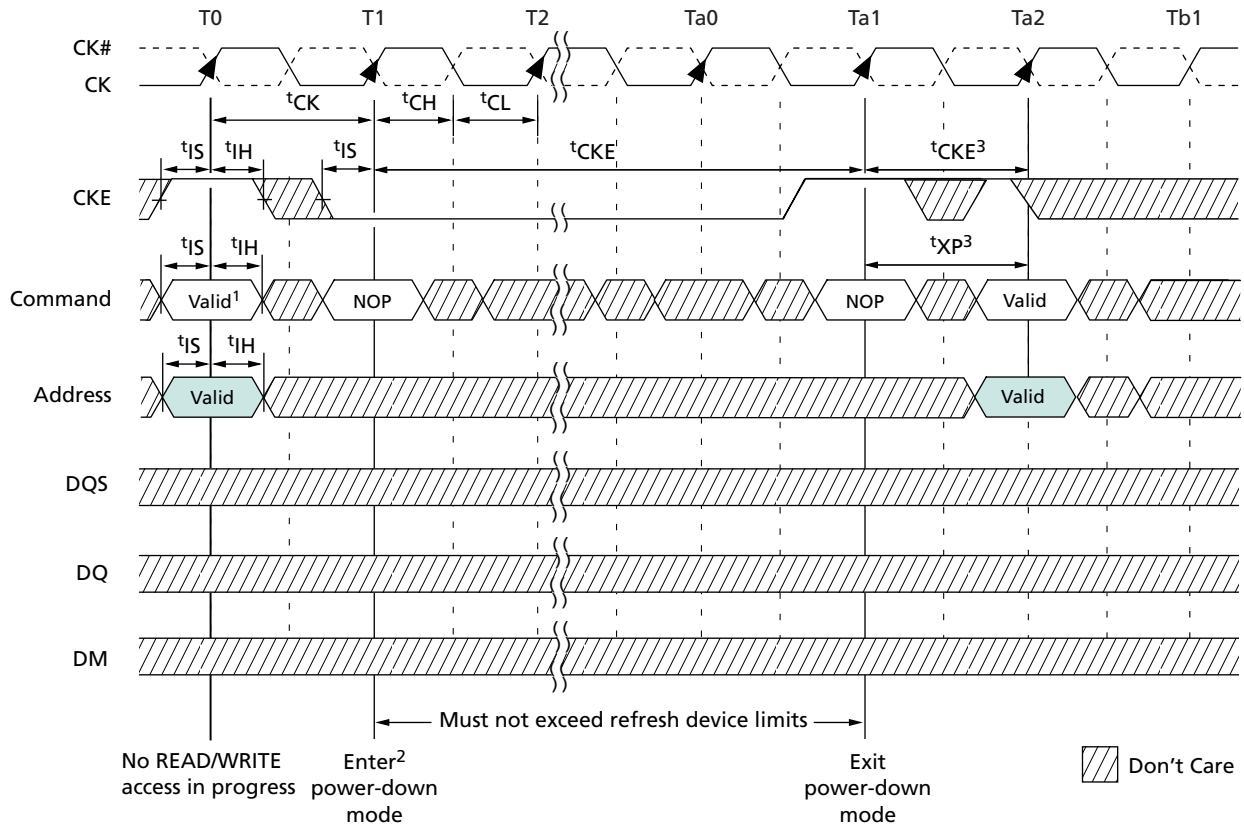 T0 T1 T2 Ta0 Ta1 Ta2 Tb1
CK#
CK
tCK tCH tCL
tIS tIH tIS tCKE tCKE3
CKE
tIS tIH tXP3
Command Valid1 NOP NOP Valid
tIS tIH
Address Valid Valid
DQS
DQ
DM
Must not exceed refresh device limits
No READ/WRITE
access in progress
Enter2
power-down
mode
Exit
power-down
mode
Don't Care